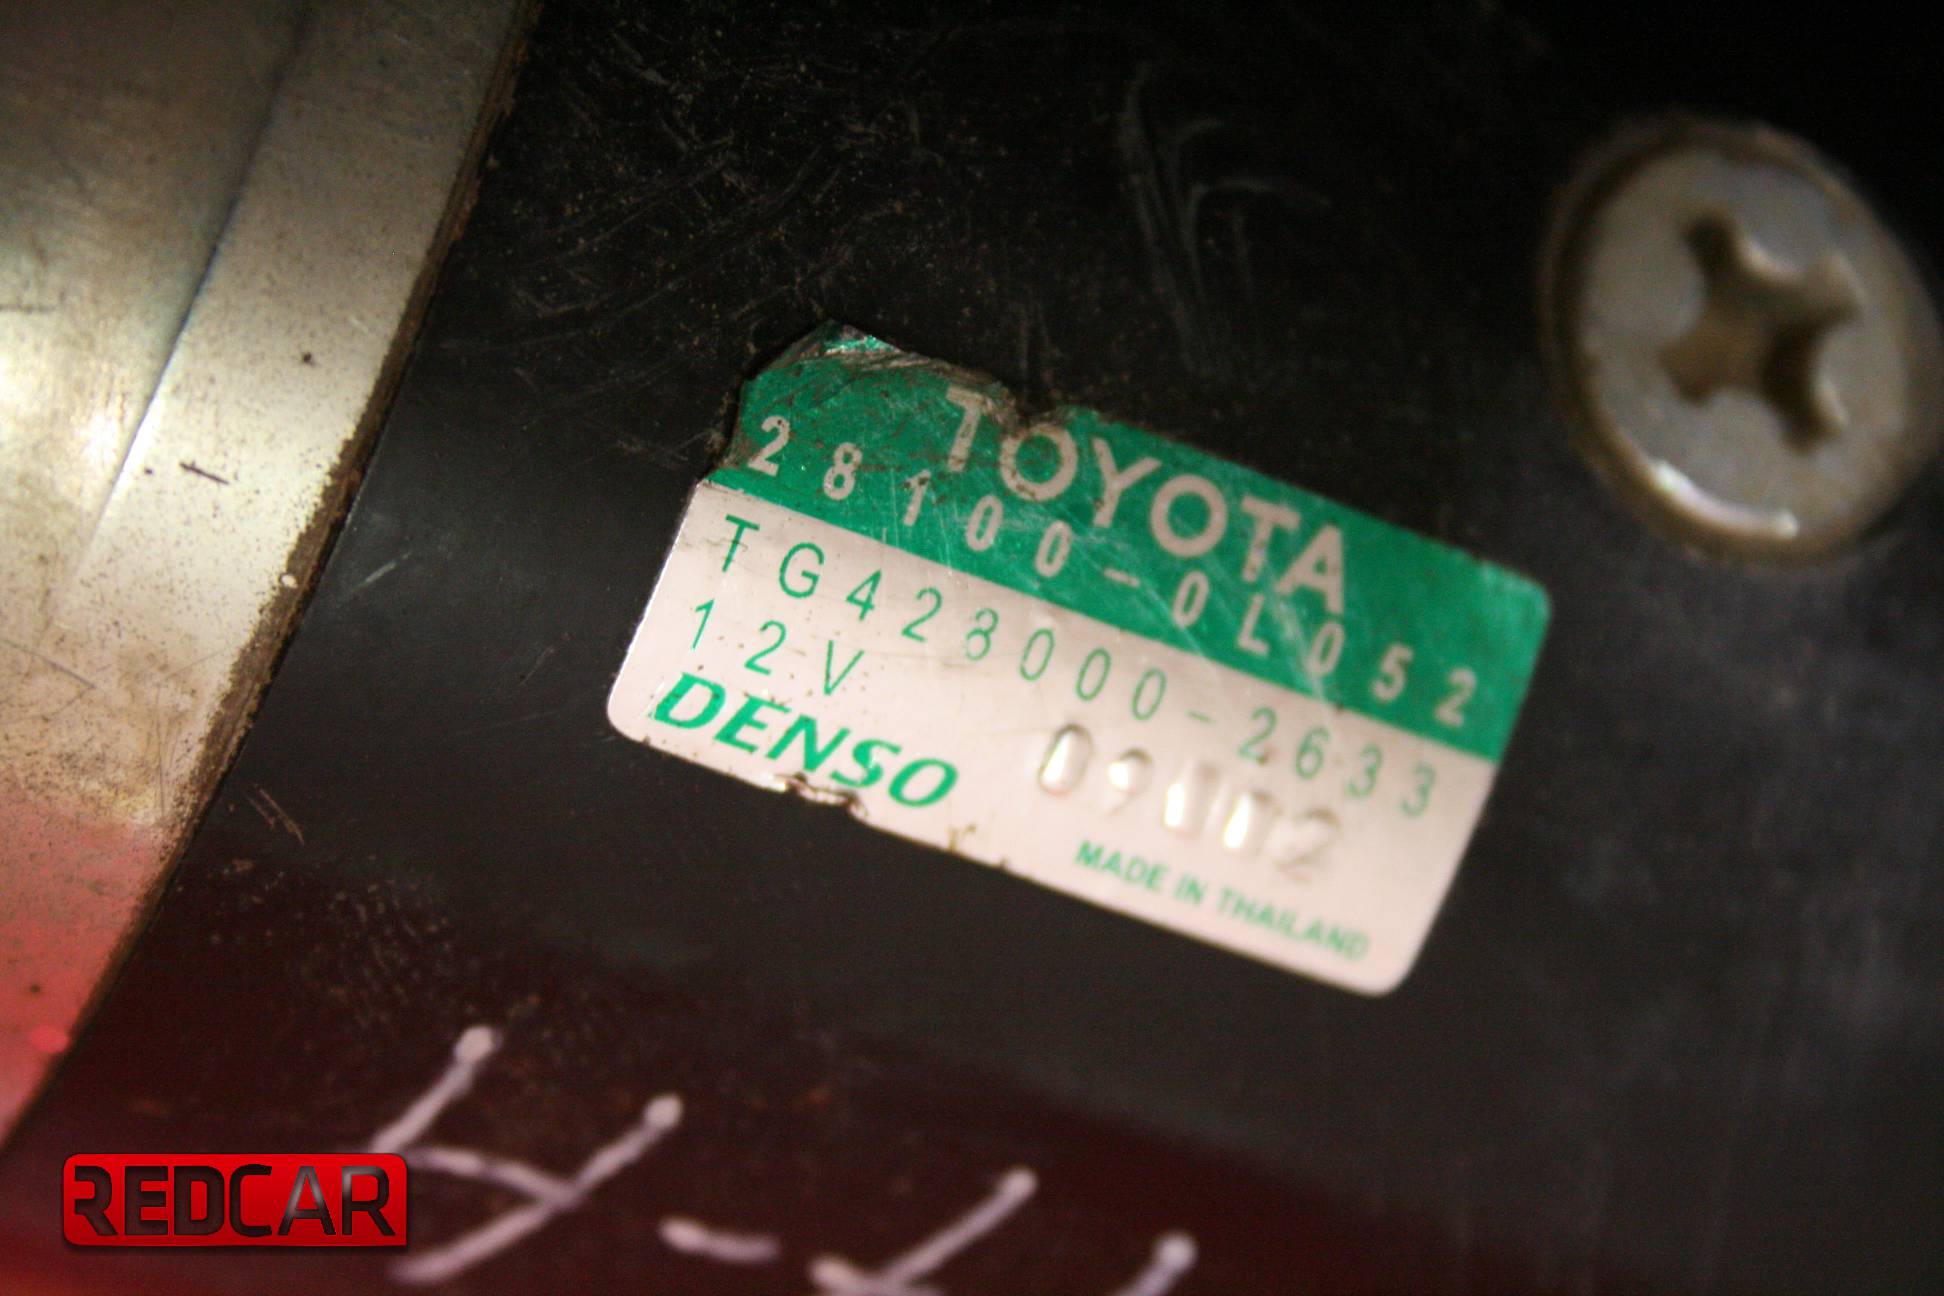 TOYOTA
28100-0L052
TG428000-2633
12V
DENSO
MADE IN THAILAND
REDCAR